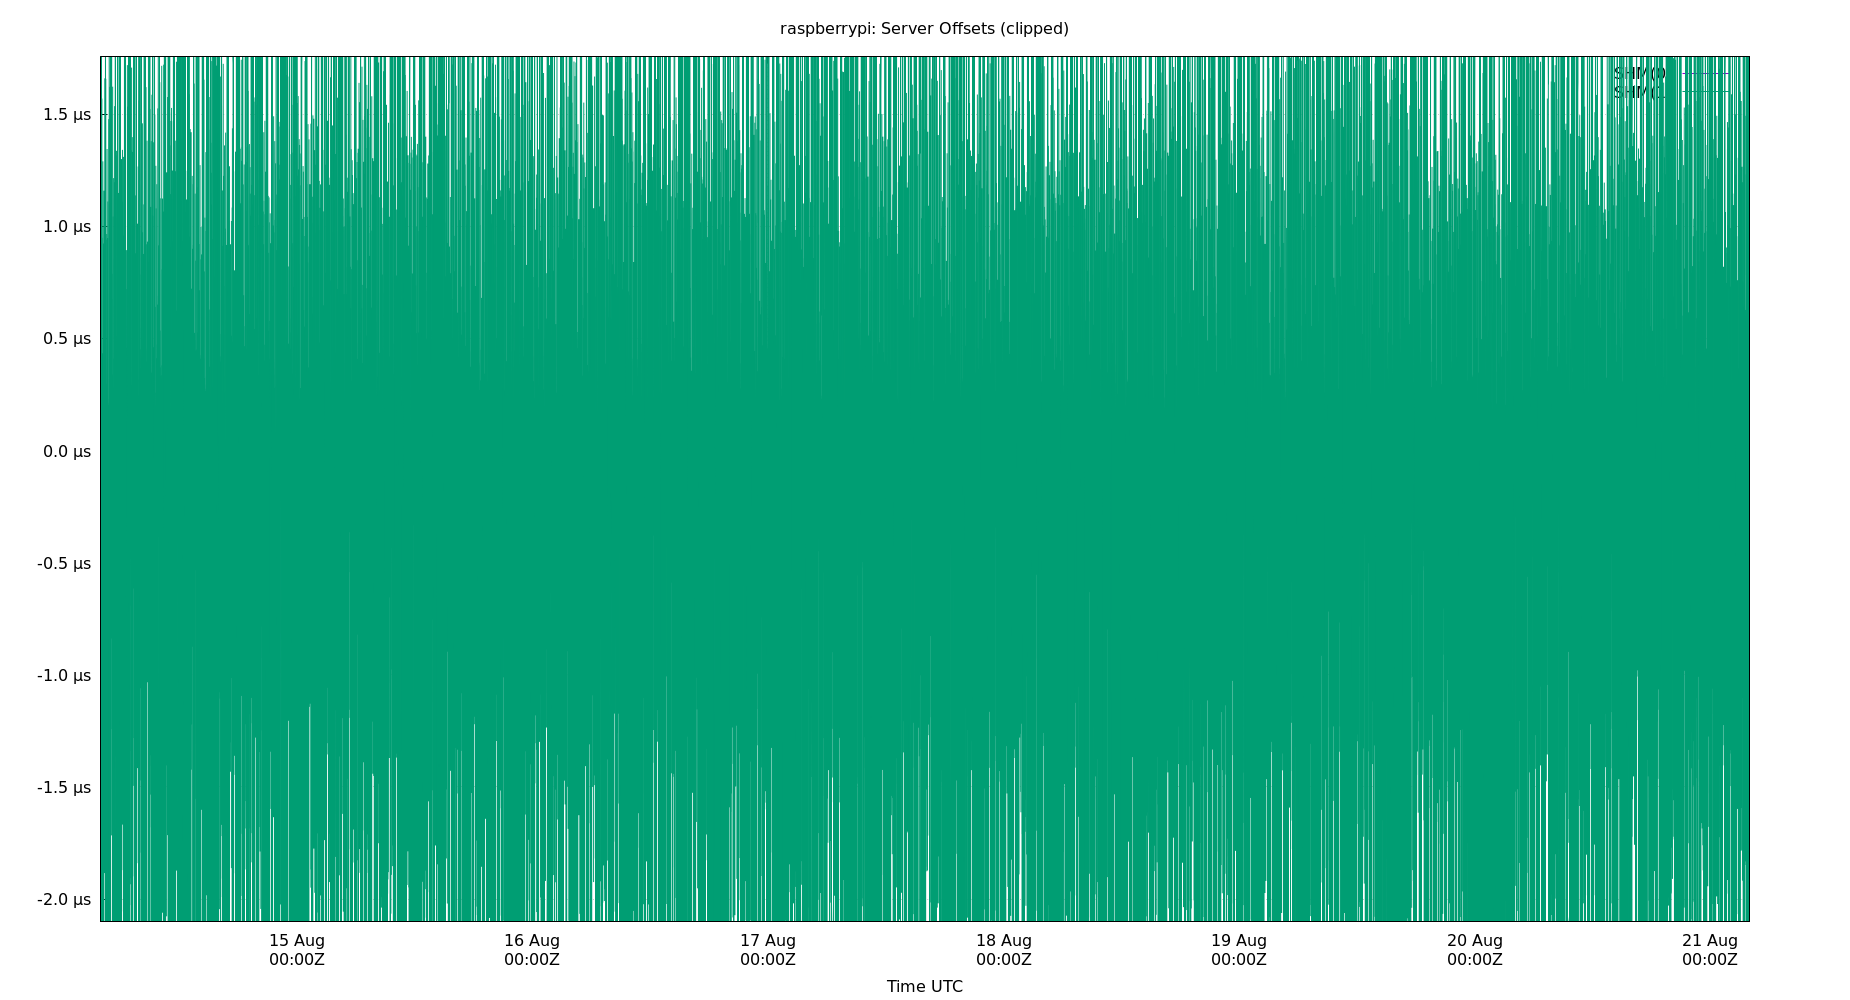 raspberrypi: Server Offsets (clipped)
1.5 µs
1.0 µs
0.5 µs
0.0 µs
-0.5 µs
-1.0 µs
-1.5 µs
-2.0 µs
15 Aug
00:00Z
16 Aug
00:00Z
17 Aug
00:00Z
18 Aug
00:00Z
19 Aug
00:00Z
20 Aug
00:00Z
21 Aug
00:00Z
Time UTC